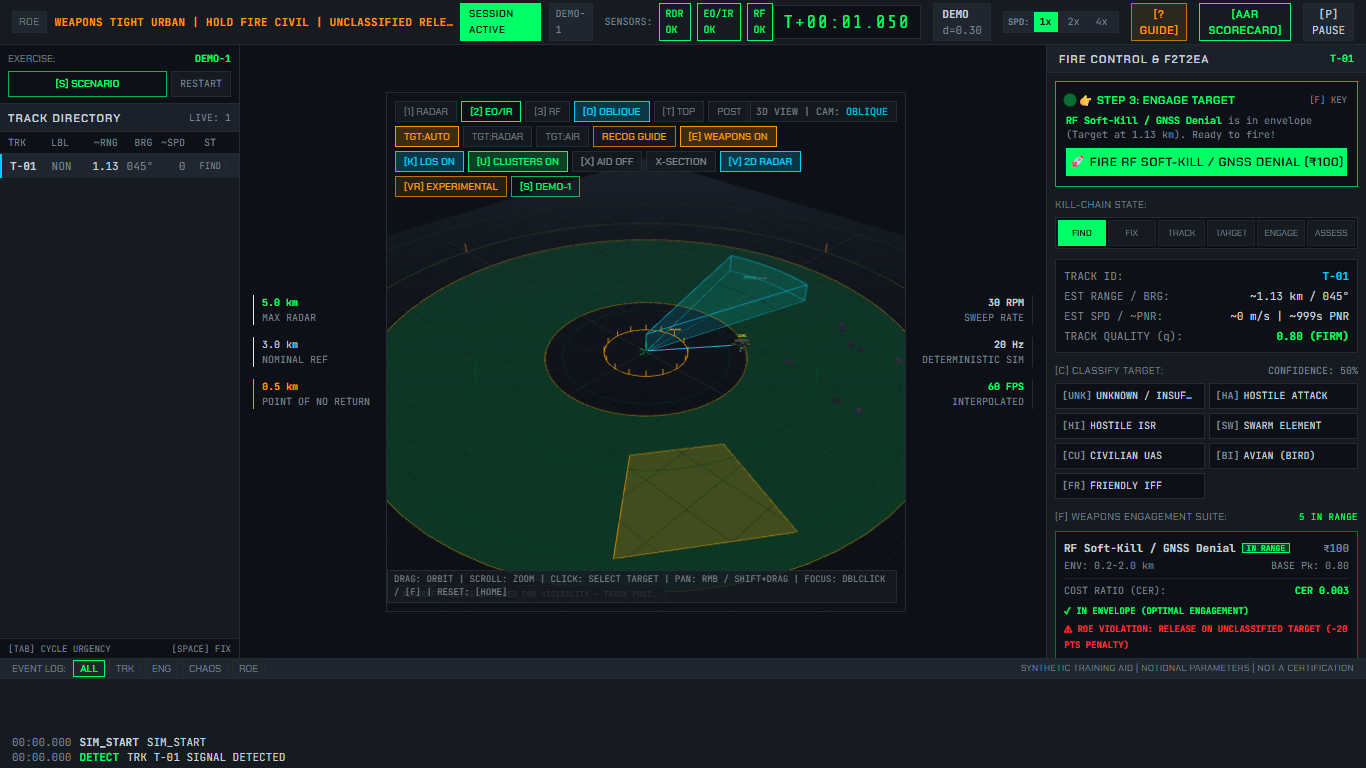 ROE
WEAPONS TIGHT URBAN | HOLD FIRE CIVIL | UNCLASSIFIED RELE…
SESSION ACTIVE
DEMO-1
SENSORS:
RDR OK
EO/IR OK
RF OK
T+00:01.050
DEMO
d=0.30
SPD: 1x 2x 4x
[? GUIDE]
[AAR SCORECARD]
[P] PAUSE
EXERCISE: DEMO-1
[S] SCENARIO
RESTART
TRACK DIRECTORY LIVE: 1
TRK LBL ~RNG BRG ~SPD ST
T-01 NON 1.13 045° 0 FIND
[TAB] CYCLE URGENCY [SPACE] FIX
[1] RADAR [2] EO/IR [3] RF [O] OBLIQUE [T] TOP POST 3D VIEW | CAM: OBLIQUE
TGT:AUTO TGT:RADAR TGT:AIR RECOG GUIDE [E] WEAPONS ON
[K] LOS ON [U] CLUSTERS ON [X] AID OFF X-SECTION [V] 2D RADAR
[VR] EXPERIMENTAL [S] DEMO-1
5.0 km
MAX RADAR
3.0 km
NOMINAL REF
0.5 km
POINT OF NO RETURN
30 RPM
SWEEP RATE
20 Hz
DETERMINISTIC SIM
60 FPS
INTERPOLATED
DRAG: ORBIT | SCROLL: ZOOM | CLICK: SELECT TARGET | PAN: RMB / SHIFT+DRAG | FOCUS: DBLCLICK
/ [F] | RESET: [HOME]
FOR VISIBILITY — TRACK POSI…
FIRE CONTROL & F2T2EA T-01
👉 STEP 3: ENGAGE TARGET [F] KEY
RF Soft-Kill / GNSS Denial is in envelope
(Target at 1.13 km). Ready to fire!
🚀 FIRE RF SOFT-KILL / GNSS DENIAL (₹100)
KILL-CHAIN STATE:
FIND FIX TRACK TARGET ENGAGE ASSESS
TRACK ID: T-01
EST RANGE / BRG: ~1.13 km / 045°
EST SPD / ~PNR: ~0 m/s | ~999s PNR
TRACK QUALITY (q): 0.80 (FIRM)
[C] CLASSIFY TARGET: CONFIDENCE: 50%
[UNK] UNKNOWN / INSUF… [HA] HOSTILE ATTACK
[HI] HOSTILE ISR [SW] SWARM ELEMENT
[CU] CIVILIAN UAS [BI] AVIAN (BIRD)
[FR] FRIENDLY IFF
[F] WEAPONS ENGAGEMENT SUITE: 5 IN RANGE
RF Soft-Kill / GNSS Denial IN RANGE ₹100
ENV: 0.2-2.0 km BASE Pk: 0.80
COST RATIO (CER): CER 0.003
✓ IN ENVELOPE (OPTIMAL ENGAGEMENT)
⚠ ROE VIOLATION: RELEASE ON UNCLASSIFIED TARGET (-20
PTS PENALTY)
EVENT LOG: ALL TRK ENG CHAOS ROE
SYNTHETIC TRAINING AID | NOTIONAL PARAMETERS | NOT A CERTIFICATION
00:00.000 SIM_START SIM_START
00:00.000 DETECT TRK T-01 SIGNAL DETECTED